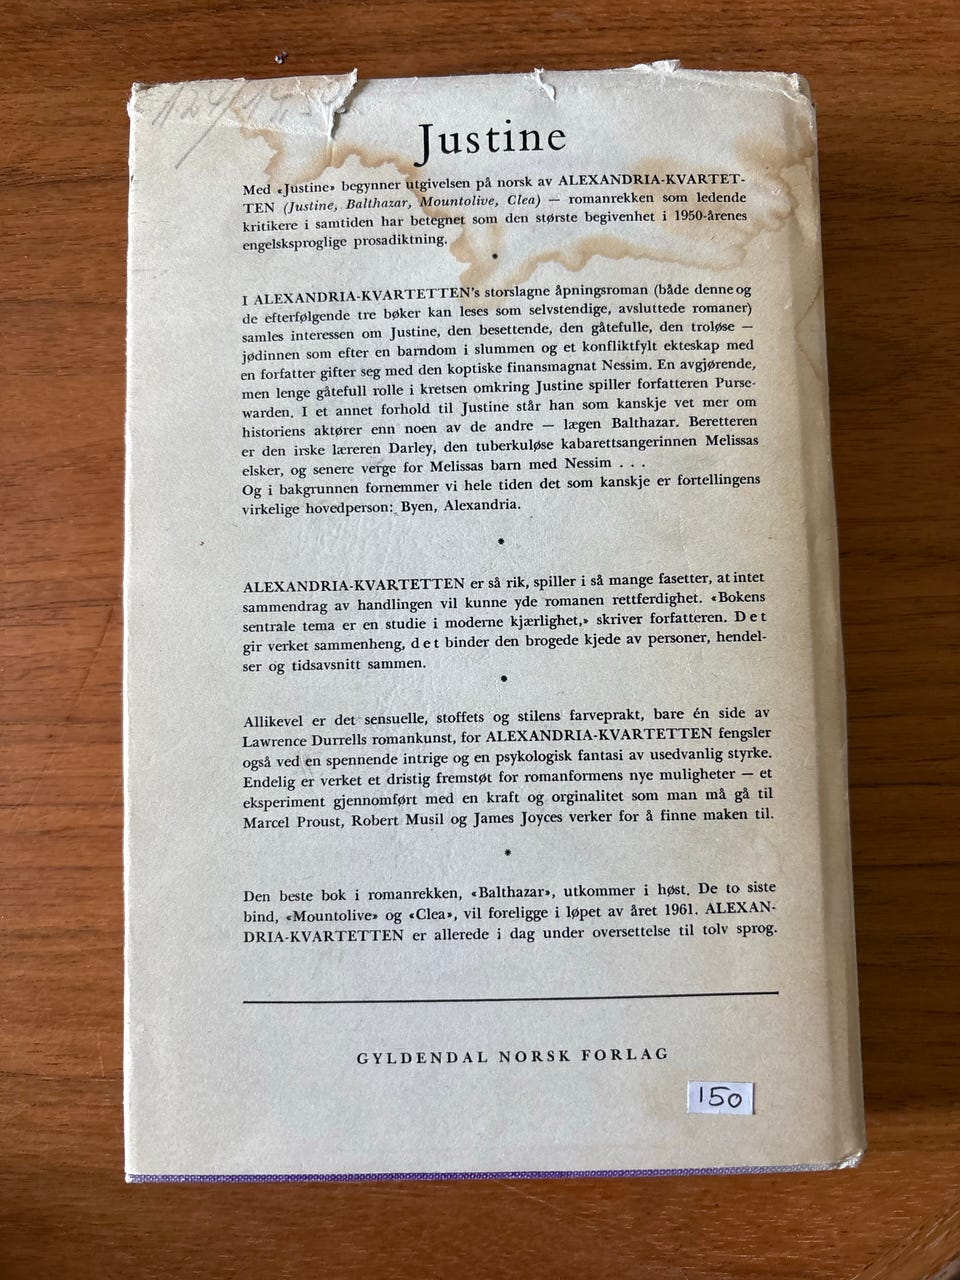 Justine
Med «Justine» begynner utgivelsen på norsk av ALEXANDRIA-KVARTET-
TEN (Justine, Balthazar, Mountolive, Clea) — romanrekken som ledende
kritikere i samtiden har betegnet som den største begivenhet i 1950-årenes
engelsksproglige prosadiktning.
I ALEXANDRIA-KVARTETTEN's storslagne åpningsroman (både denne og
de efterfølgende tre bøker kan leses som selvstendige, avsluttede romaner)
samles interessen om Justine, den besettende, den gåtefulle, den troløse —
jødinnen som efter en barndom i slummen og et konfliktfylt ekteskap med
en forfatter gifter seg med den koptiske finansmagnat Nessim. En avgjørende,
men lenge gåtefull rolle i kretsen omkring Justine spiller forfatteren Purse-
warden. I et annet forhold til Justine står han som kanskje vet mer om
historiens aktører enn noen av de andre — lægen Balthazar. Beretteren
er den irske læreren Darley, den tuberkuløse kabarettsangerinnen Melissas
elsker, og senere verge for Melissas barn med Nessim . . .
Og i bakgrunnen fornemmer vi hele tiden det som kanskje er fortellingens
virkelige hovedperson: Byen, Alexandria.
ALEXANDRIA-KVARTETTEN er så rik, spiller i så mange fasetter, at intet
sammendrag av handlingen vil kunne yde romanen rettferdighet. «Bokens
sentrale tema er en studie i moderne kjærlighet,» skriver forfatteren. Det
gir verket sammenheng, det binder den brogede kjede av personer, hendel-
ser og tidsavsnitt sammen.
Allikevel er det sensuelle, stoffets og stilens farveprakt, bare én side av
Lawrence Durrells romankunst, for ALEXANDRIA-KVARTETTEN fengsler
også ved en spennende intrige og en psykologisk fantasi av usedvanlig styrke.
Endelig er verket et dristig fremstøt for romanformens nye muligheter — et
eksperiment gjennomført med en kraft og orginalitet som man må gå til
Marcel Proust, Robert Musil og James Joyces verker for å finne maken til.
Den beste bok i romanrekken, «Balthazar», utkommer i høst. De to siste
bind, «Mountolive» og «Clea», vil foreligge i løpet av året 1961. ALEXAN-
DRIA-KVARTETTEN er allerede i dag under oversettelse til tolv sprog.
GYLDENDAL NORSK FORLAG
150